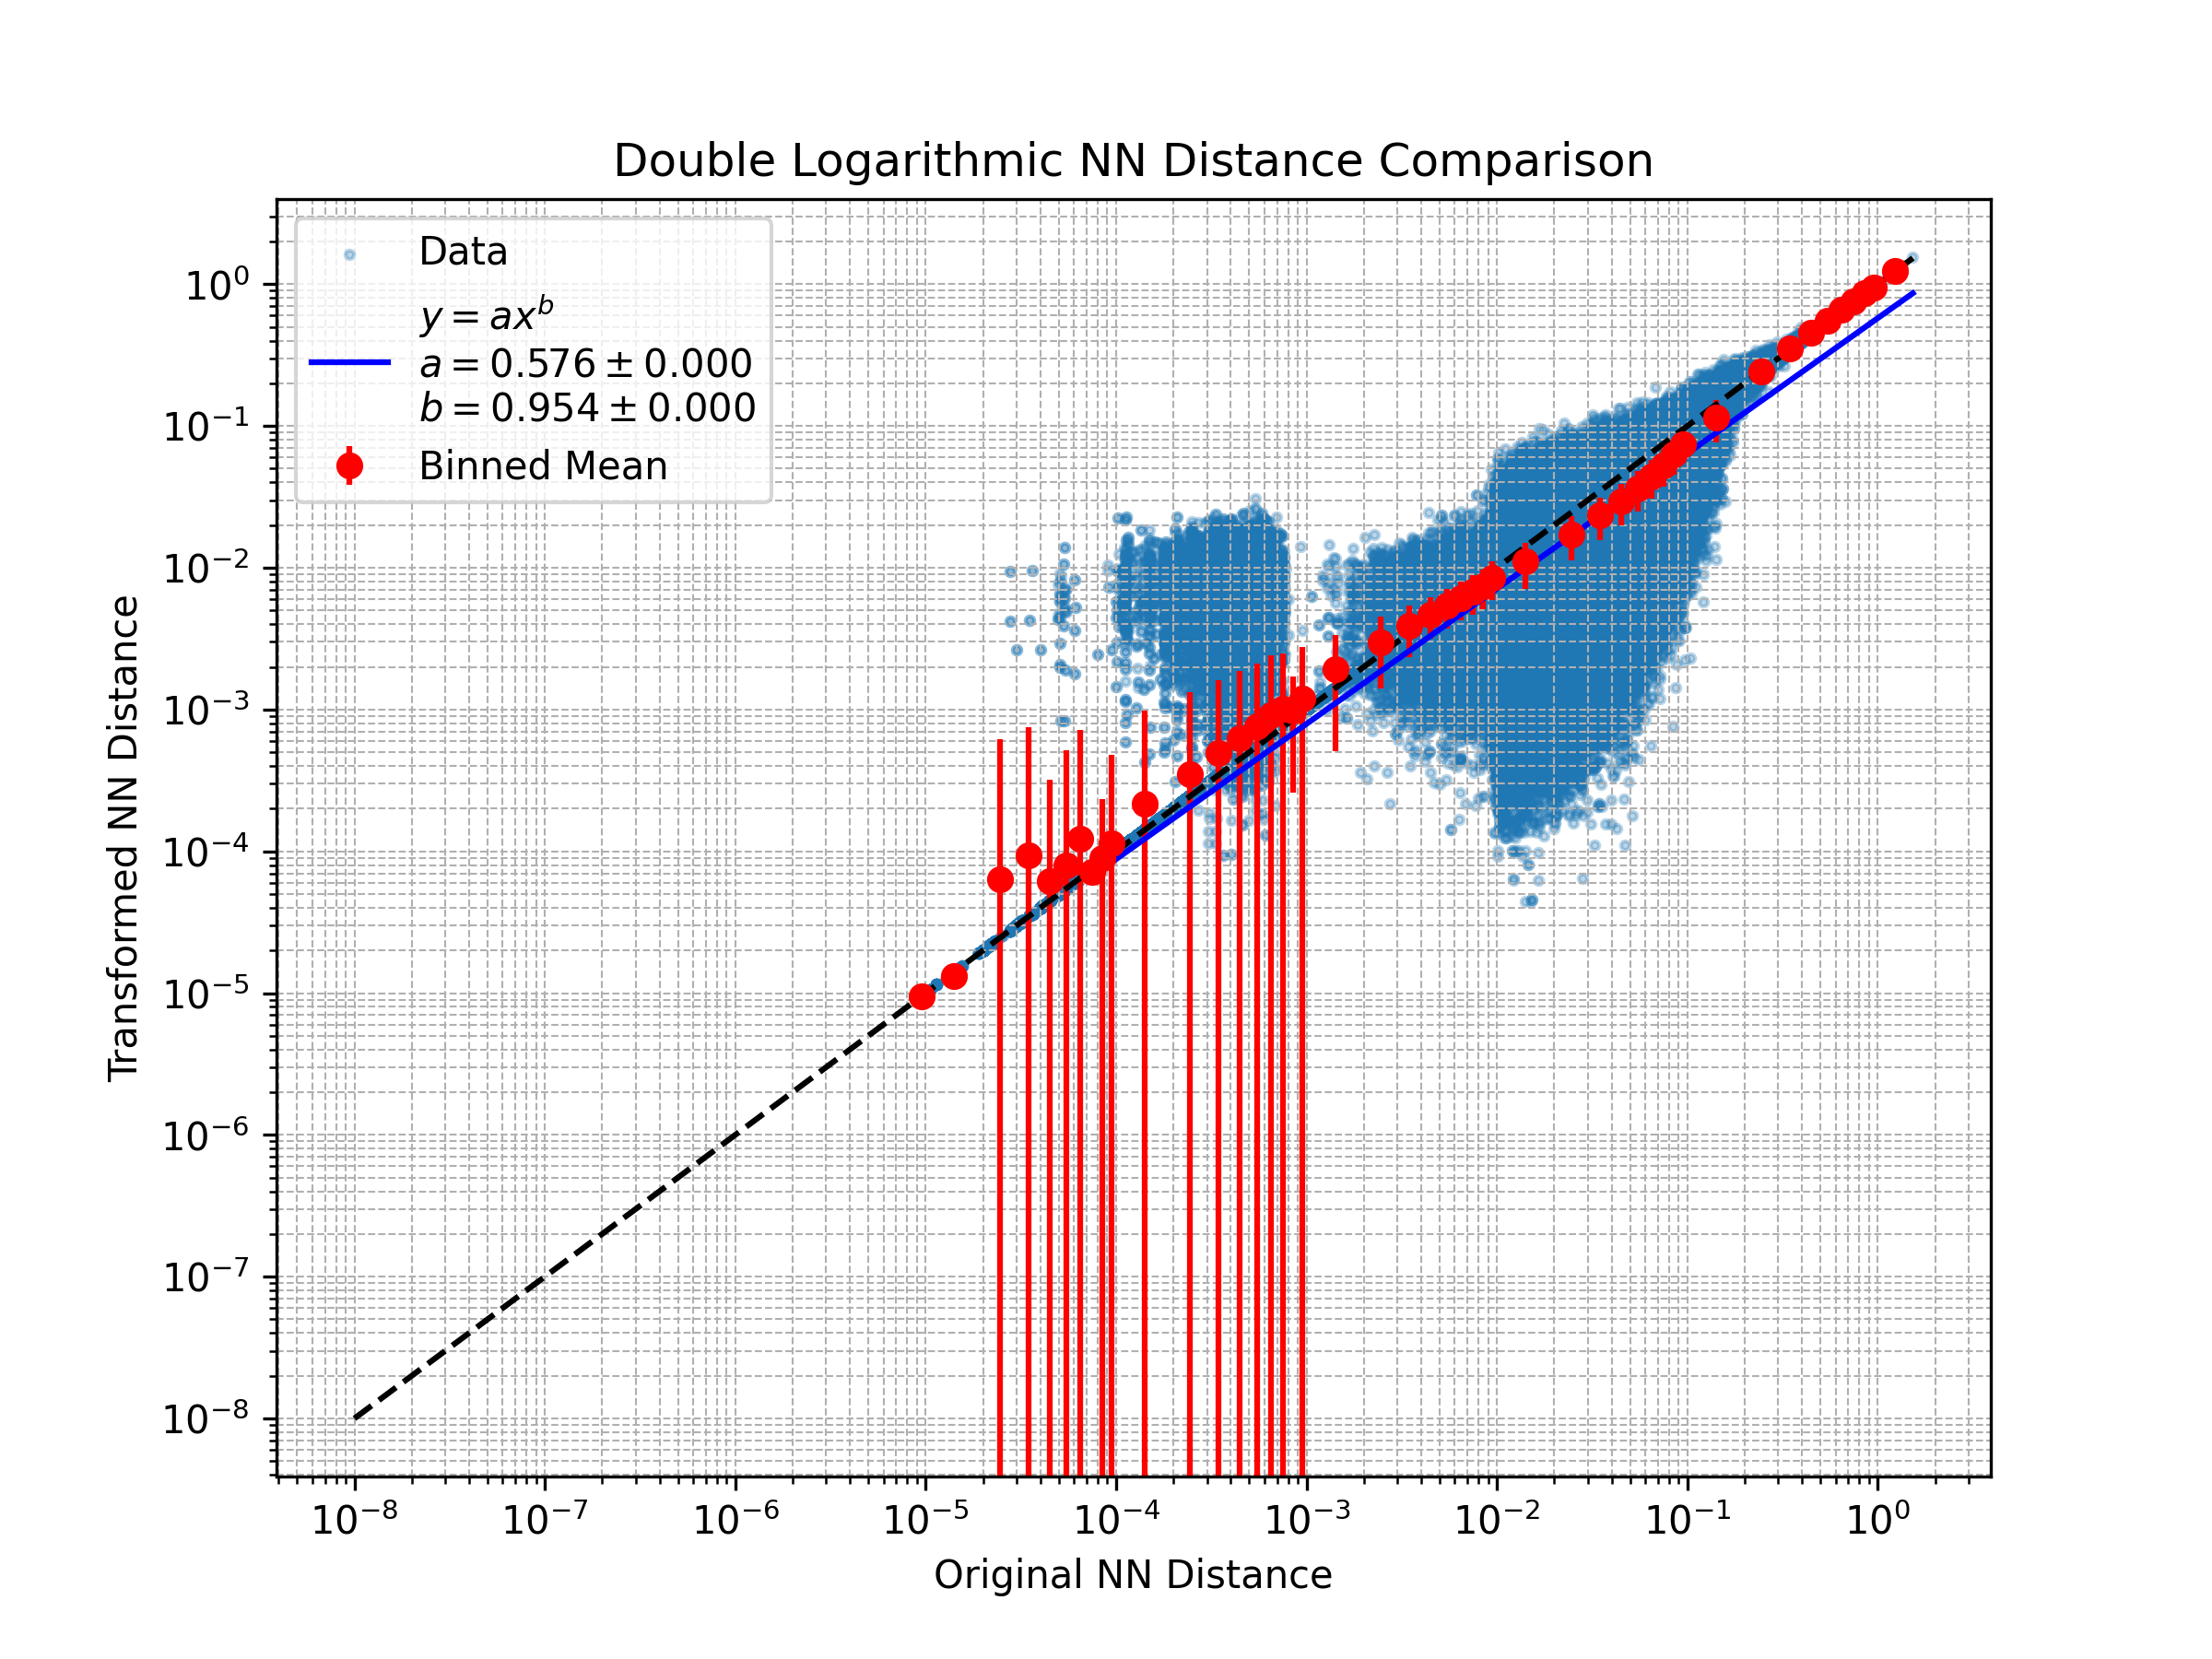 Double Logarithmic NN Distance Comparison
Data
y = ax^b
a = 0.576 ± 0.000
b = 0.954 ± 0.000
Binned Mean
Transformed NN Distance
10^0
10^−1
10^−2
10^−3
10^−4
10^−5
10^−6
10^−7
10^−8
10^−8 10^−7 10^−6 10^−5 10^−4 10^−3 10^−2 10^−1 10^0
Original NN Distance